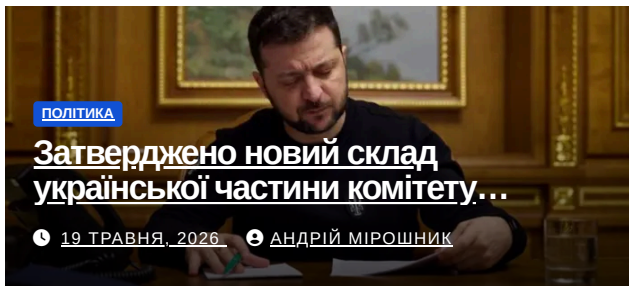 ПОЛІТИКА
Затверджено новий склад
української частини комітету…
19 ТРАВНЯ, 2026 АНДРІЙ МІРОШНИК